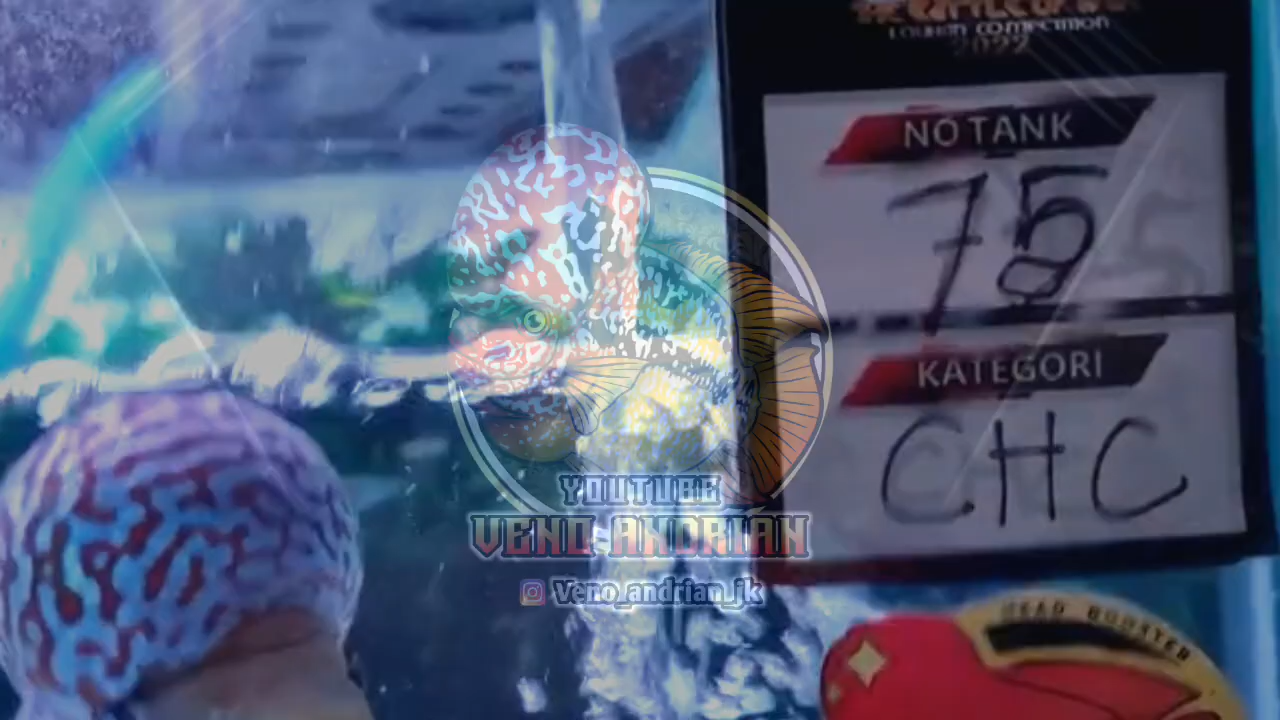 LOUHAN COMPETITION
2022
NO TANK
75
KATEGORI
CHC
YOUTUBE
VENO ANDRIAN
Veno_andrian_jk
HEAD BOOSTER